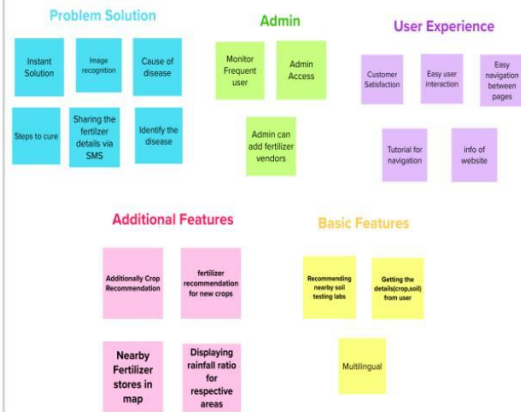 Problem Solution
Instant
Solution
Image
recognition
Cause of
disease
Steps to cure
Sharing the
fertilzer
details via
SMS
Identify the
disease
Admin
Monitor
Frequent
user
Admin
Access
Admin can
add fertilizer
vendors
User Experience
Customer
Satisfaction
Easy user
interaction
Easy
navigation
between
pages
Tutorial for
navigation
info of
website
Additional Features
Additionally Crop
Recommendation
fertilizer
recommendation
for new crops
Nearby
Fertilizer
stores in
map
Displaying
rainfall ratio
for
respective
areas
Basic Features
Recommending
nearby soil
testing labs
Getting the
details(crop,soil)
from user
Multilingual